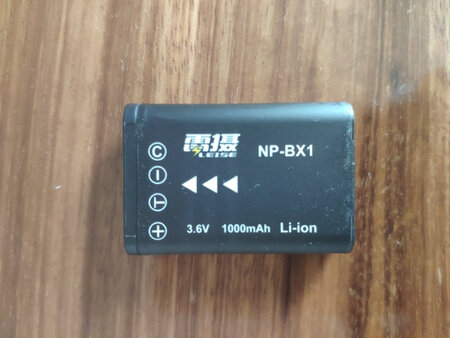 雷摄
LEISE
NP-BX1
C
−
T
+
3.6V 1000mAh Li-ion